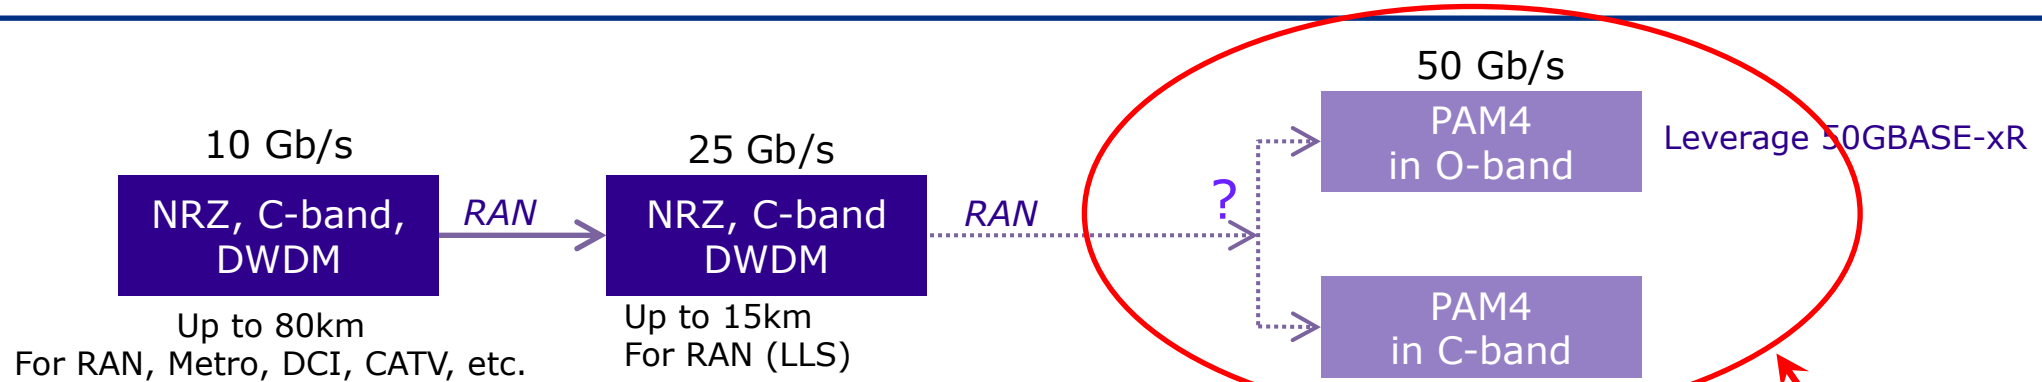 10 Gb/s
NRZ, C-band,
DWDM
Up to 80km
For RAN, Metro, DCI, CATV, etc.
RAN
25 Gb/s
NRZ, C-band
DWDM
Up to 15km
For RAN (LLS)
RAN
?
50 Gb/s
PAM4
in O-band
Leverage 50GBASE-xR
PAM4
in C-band